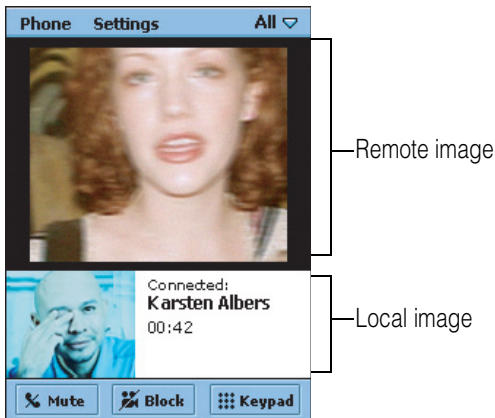 Phone Settings All
Remote image
Connected:
Karsten Albers
00:42
Local image
Mute Block Keypad